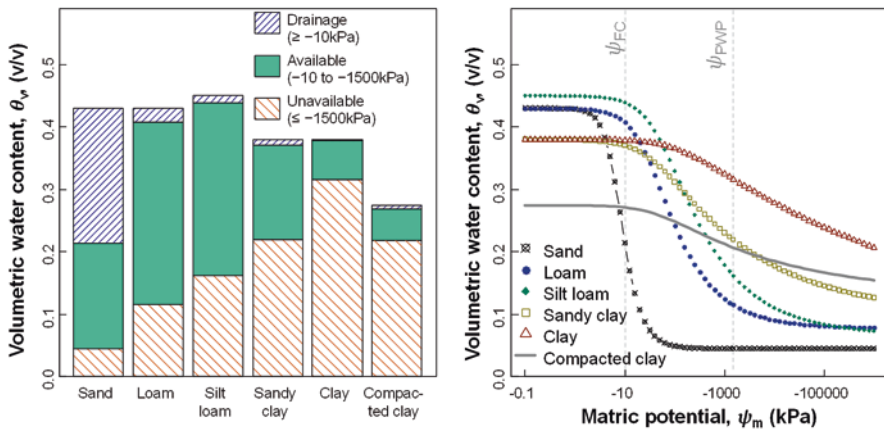 Volumetric water content, θᵥ, (v/v)
0.0
0.1
0.2
0.3
0.4
0.5
Drainage
(≥ −10kPa)
Available
(−10 to −1500kPa)
Unavailable
(≤ −1500kPa)
Sand
Loam
Silt
loam
Sandy
clay
Clay
Compac-
ted clay
Volumetric water content, θᵥ, (v/v)
0.0
0.1
0.2
0.3
0.4
0.5
ψFC
ψPWP
Sand
Loam
Silt loam
Sandy clay
Clay
Compacted clay
-0.1
-10
-1000
-100000
Matric potential, ψm (kPa)